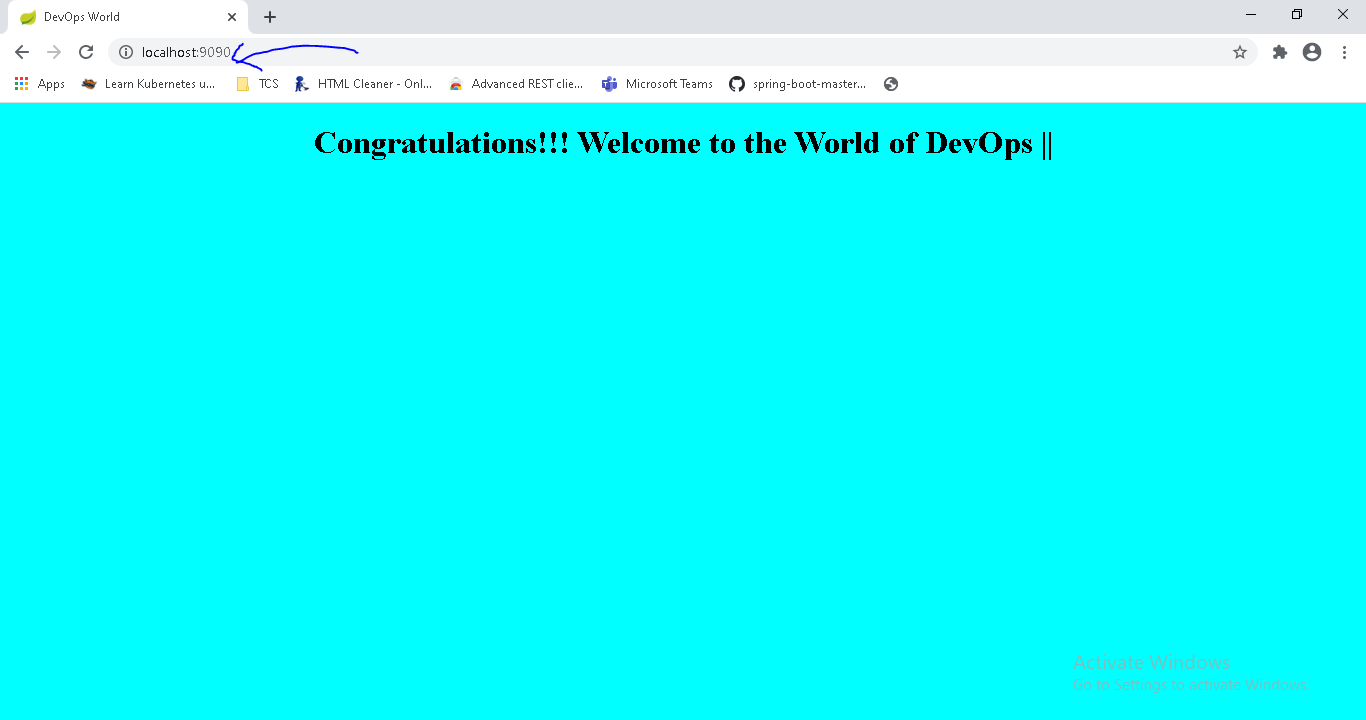 DevOps World
localhost:9090
Apps Learn Kubernetes u... TCS HTML Cleaner - Onl... Advanced REST clie... Microsoft Teams spring-boot-master...
Congratulations!!! Welcome to the World of DevOps ||
Activate Windows
Go to Settings to activate Windows.